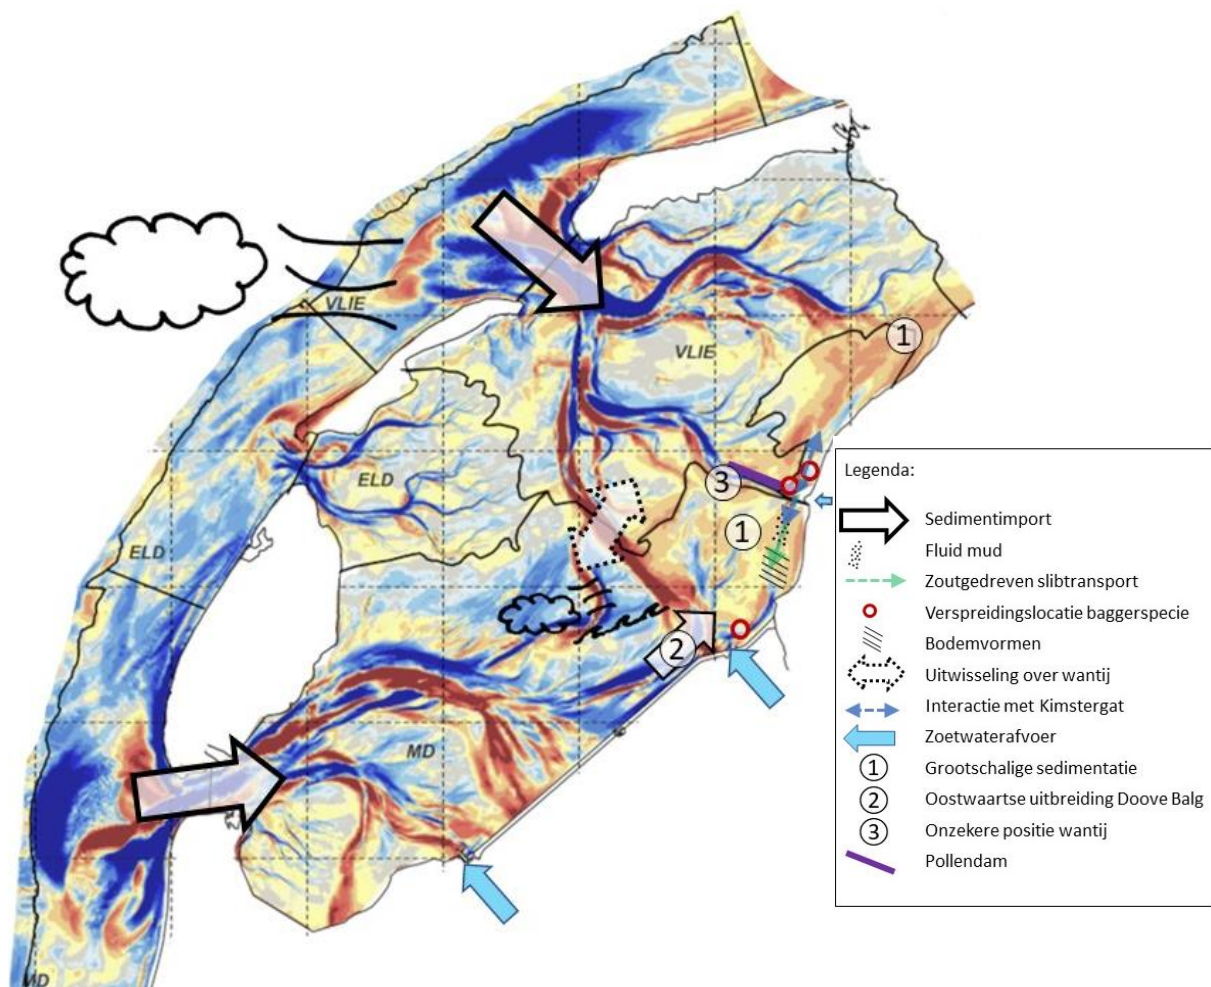 VLIE
VLIE
1
ELD
3
1
ELD
2
MD
MD
Legenda:
Sedimentimport
Fluid mud
Zoutgedreven slibtransport
Verspreidingslocatie baggerspecie
Bodemvormen
Uitwisseling over wantij
Interactie met Kimstergat
Zoetwaterafvoer
1 Grootschalige sedimentatie
2 Oostwaartse uitbreiding Doove Balg
3 Onzekere positie wantij
Pollendam